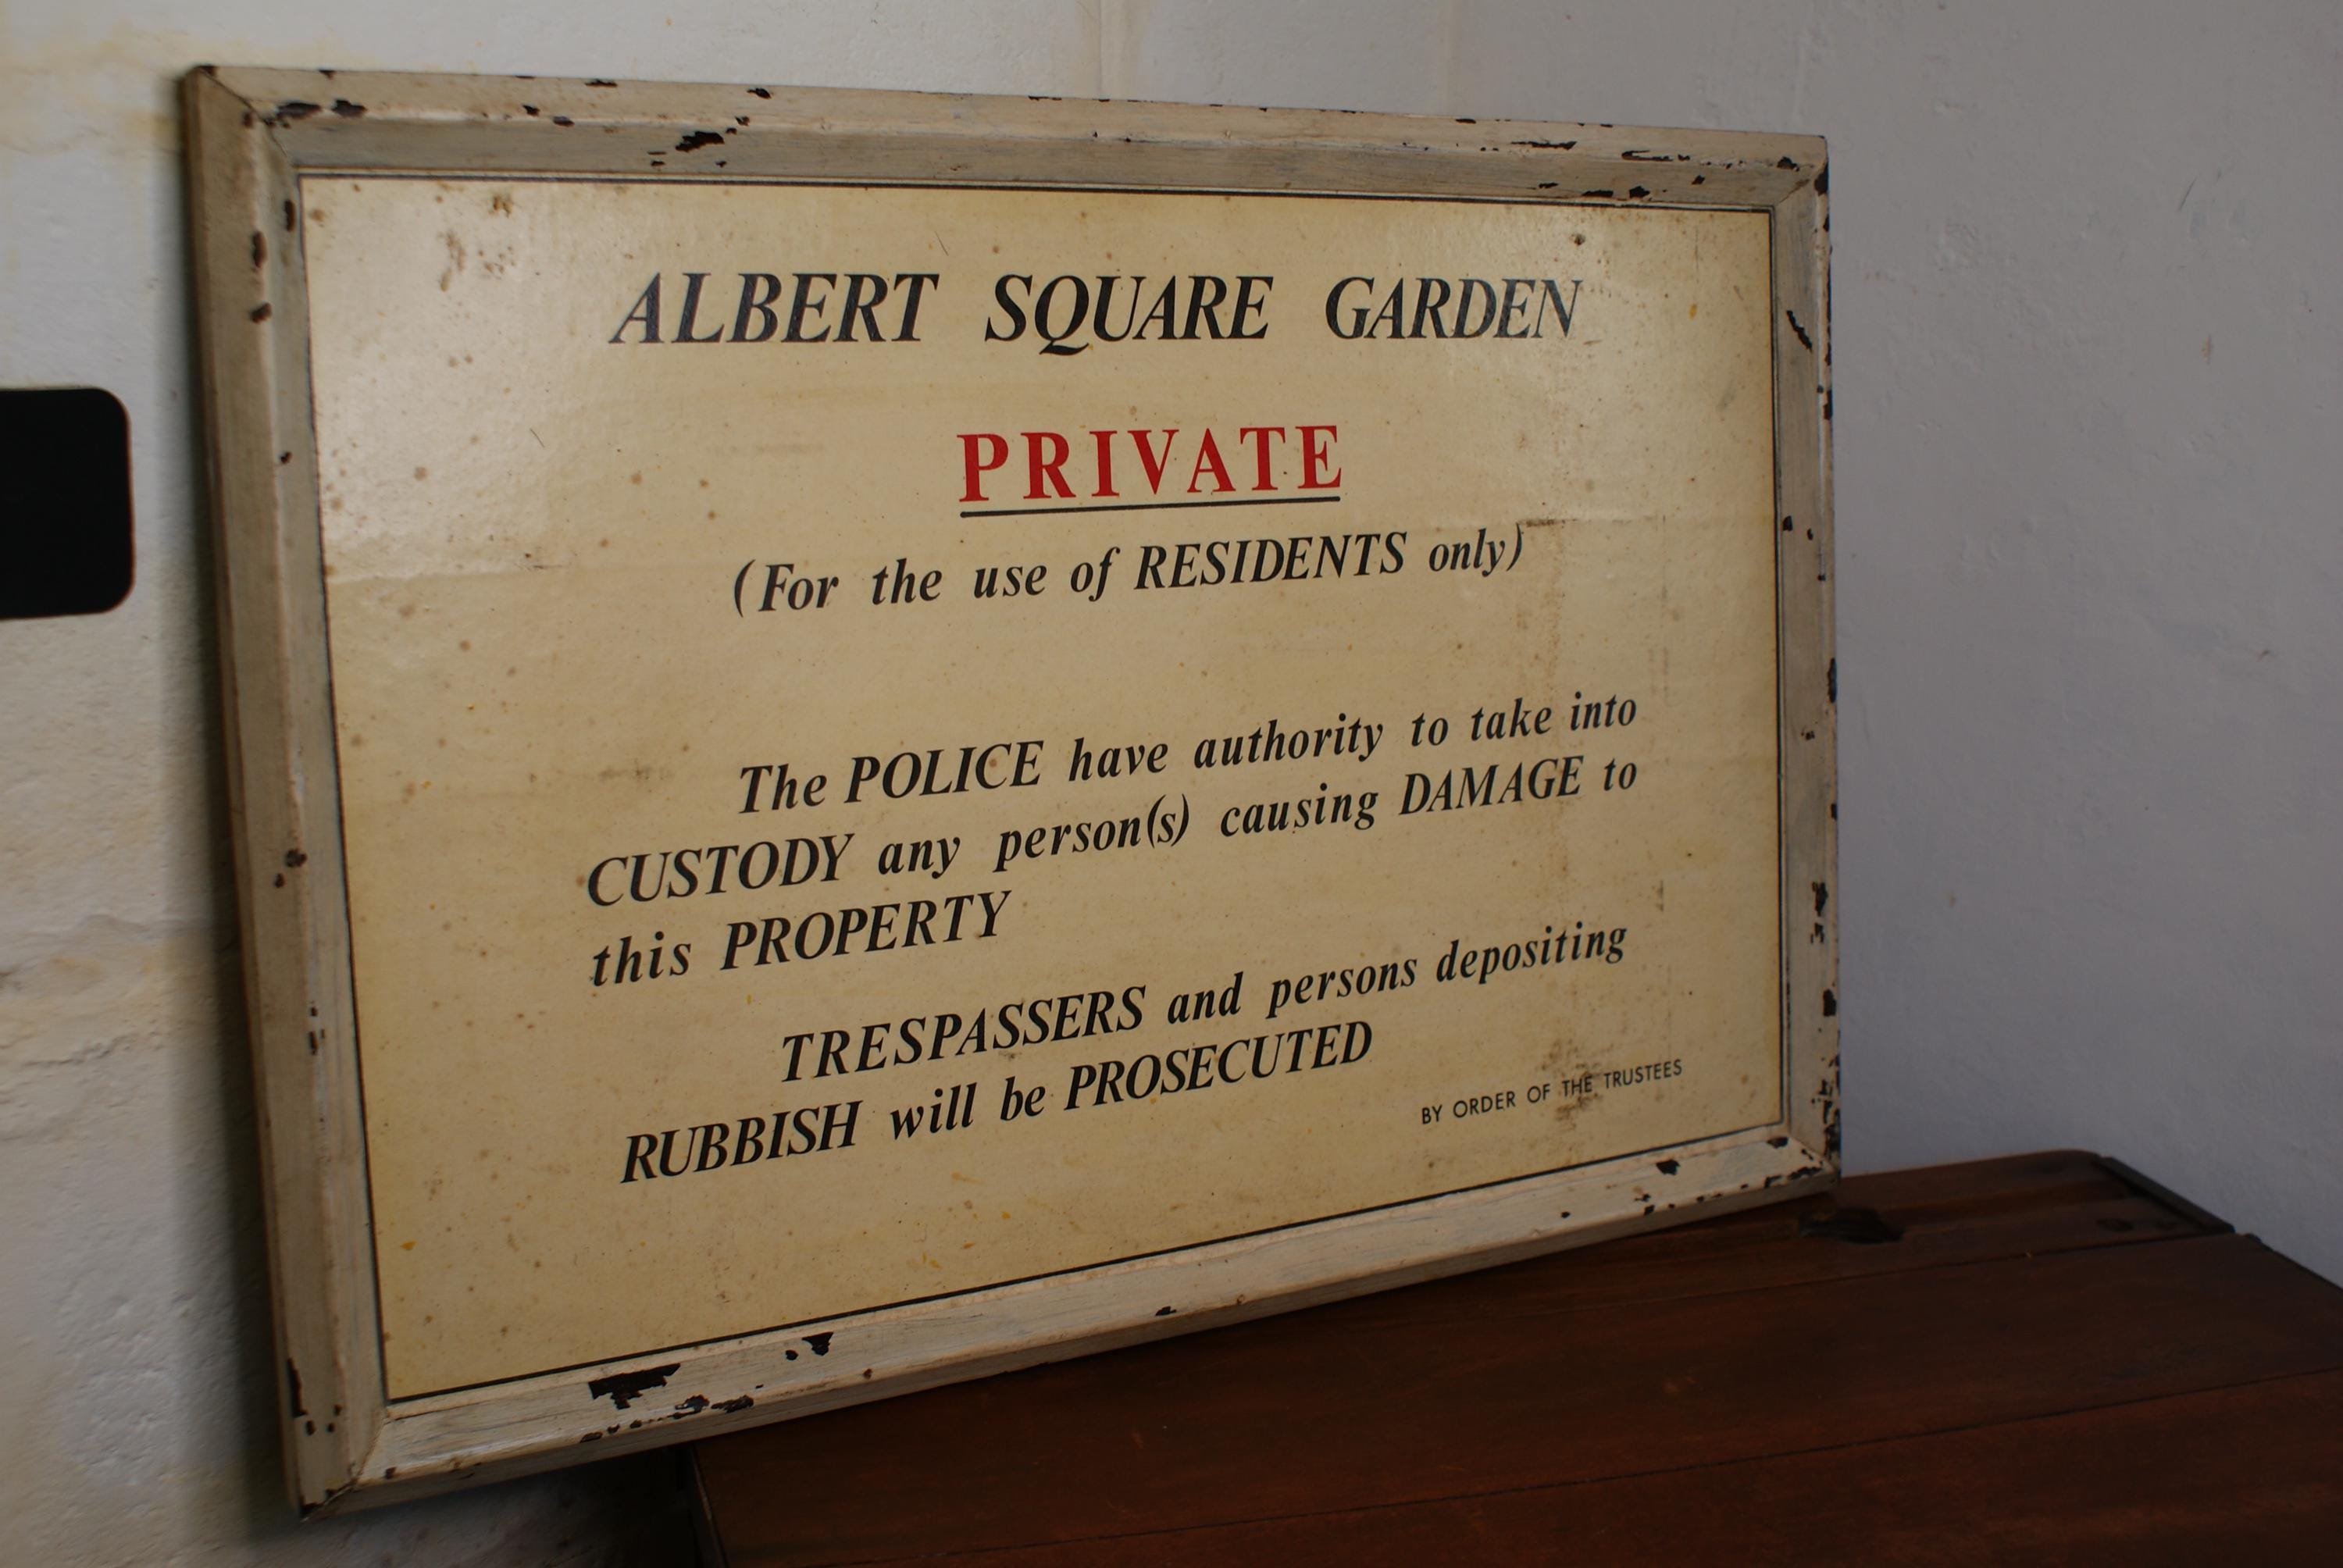 ALBERT SQUARE GARDEN
PRIVATE
(For the use of RESIDENTS only)
The POLICE have authority to take into
CUSTODY any person(s) causing DAMAGE to
this PROPERTY
TRESPASSERS and persons depositing
RUBBISH will be PROSECUTED
BY ORDER OF THE TRUSTEES